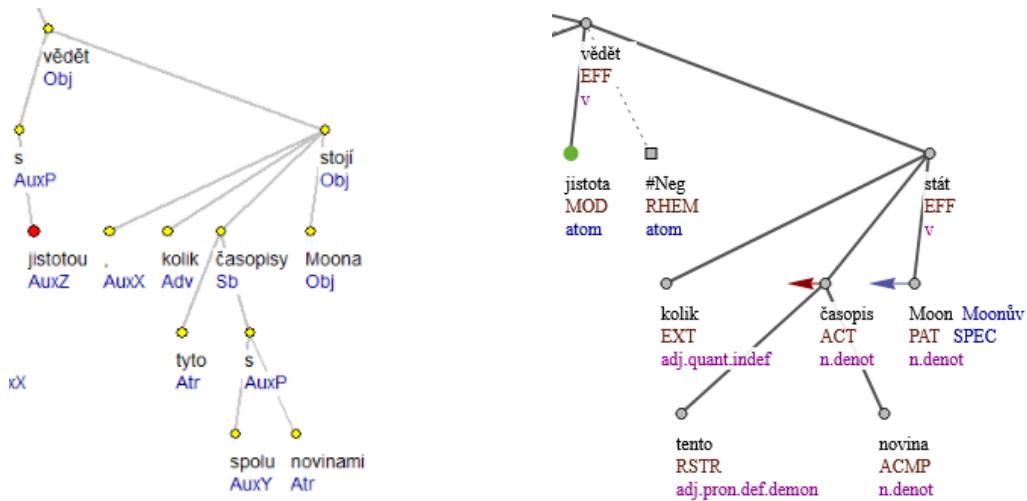 vědět
Obj
s
AuxP
stojí
Obj
jistotou
AuxZ
,
AuxX
kolik
Adv
časopisy
Sb
Moona
Obj
tyto
Atr
s
AuxP
xX
spolu
AuxY
novinami
Atr
vědět
EFF
v
jistota
MOD
atom
#Neg
RHEM
atom
stát
EFF
v
kolik
EXT
adj.quant.indef
časopis
ACT
n.denot
Moon Moonův
PAT SPEC
n.denot
tento
RSTR
adj.pron.def.demon
novina
ACMP
n.denot